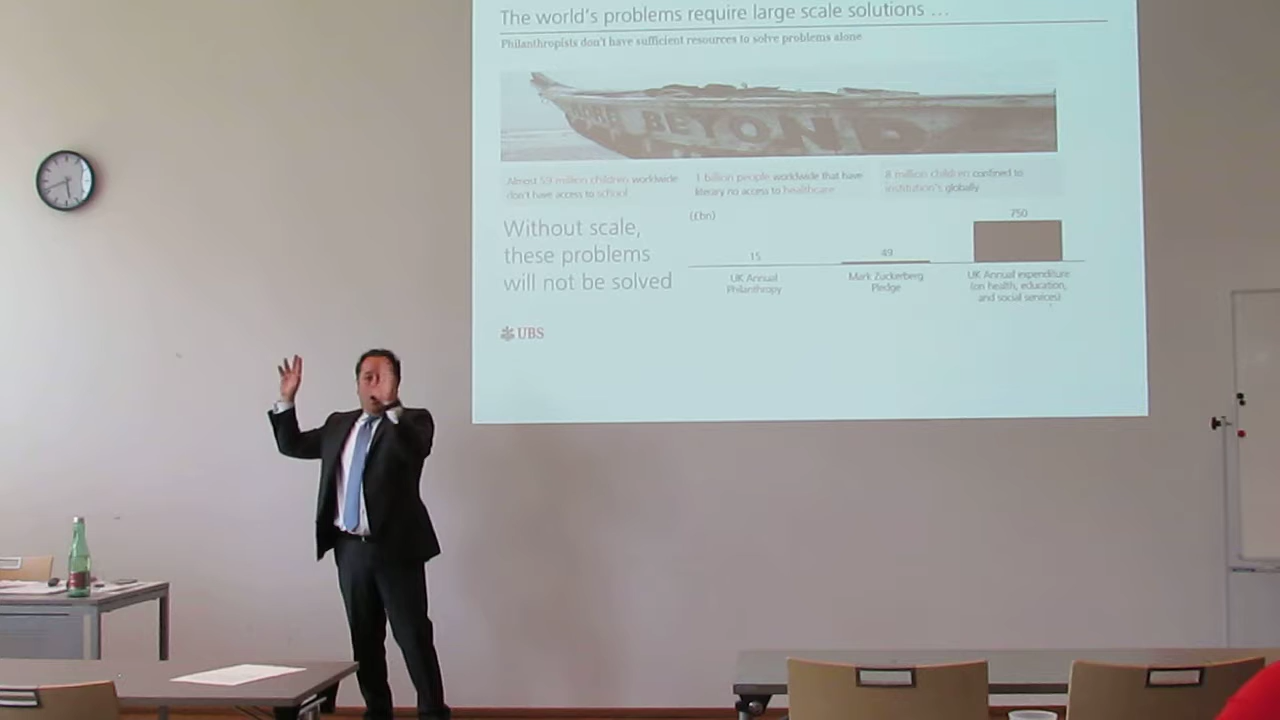 The world's problems require large scale solutions ...
Philanthropists don't have sufficient resources to solve problems alone
BEYOND
Almost 59 million children worldwide
don't have access to school
1 billion people worldwide that have
literary no access to healthcare
8 million children confined to
institution's globally
Without scale,
these problems
will not be solved
(£bn)
15
49
750
UK Annual
Philanthropy
Mark Zuckerberg
Pledge
UK Annual expenditure
(on health, education,
and social services)
UBS